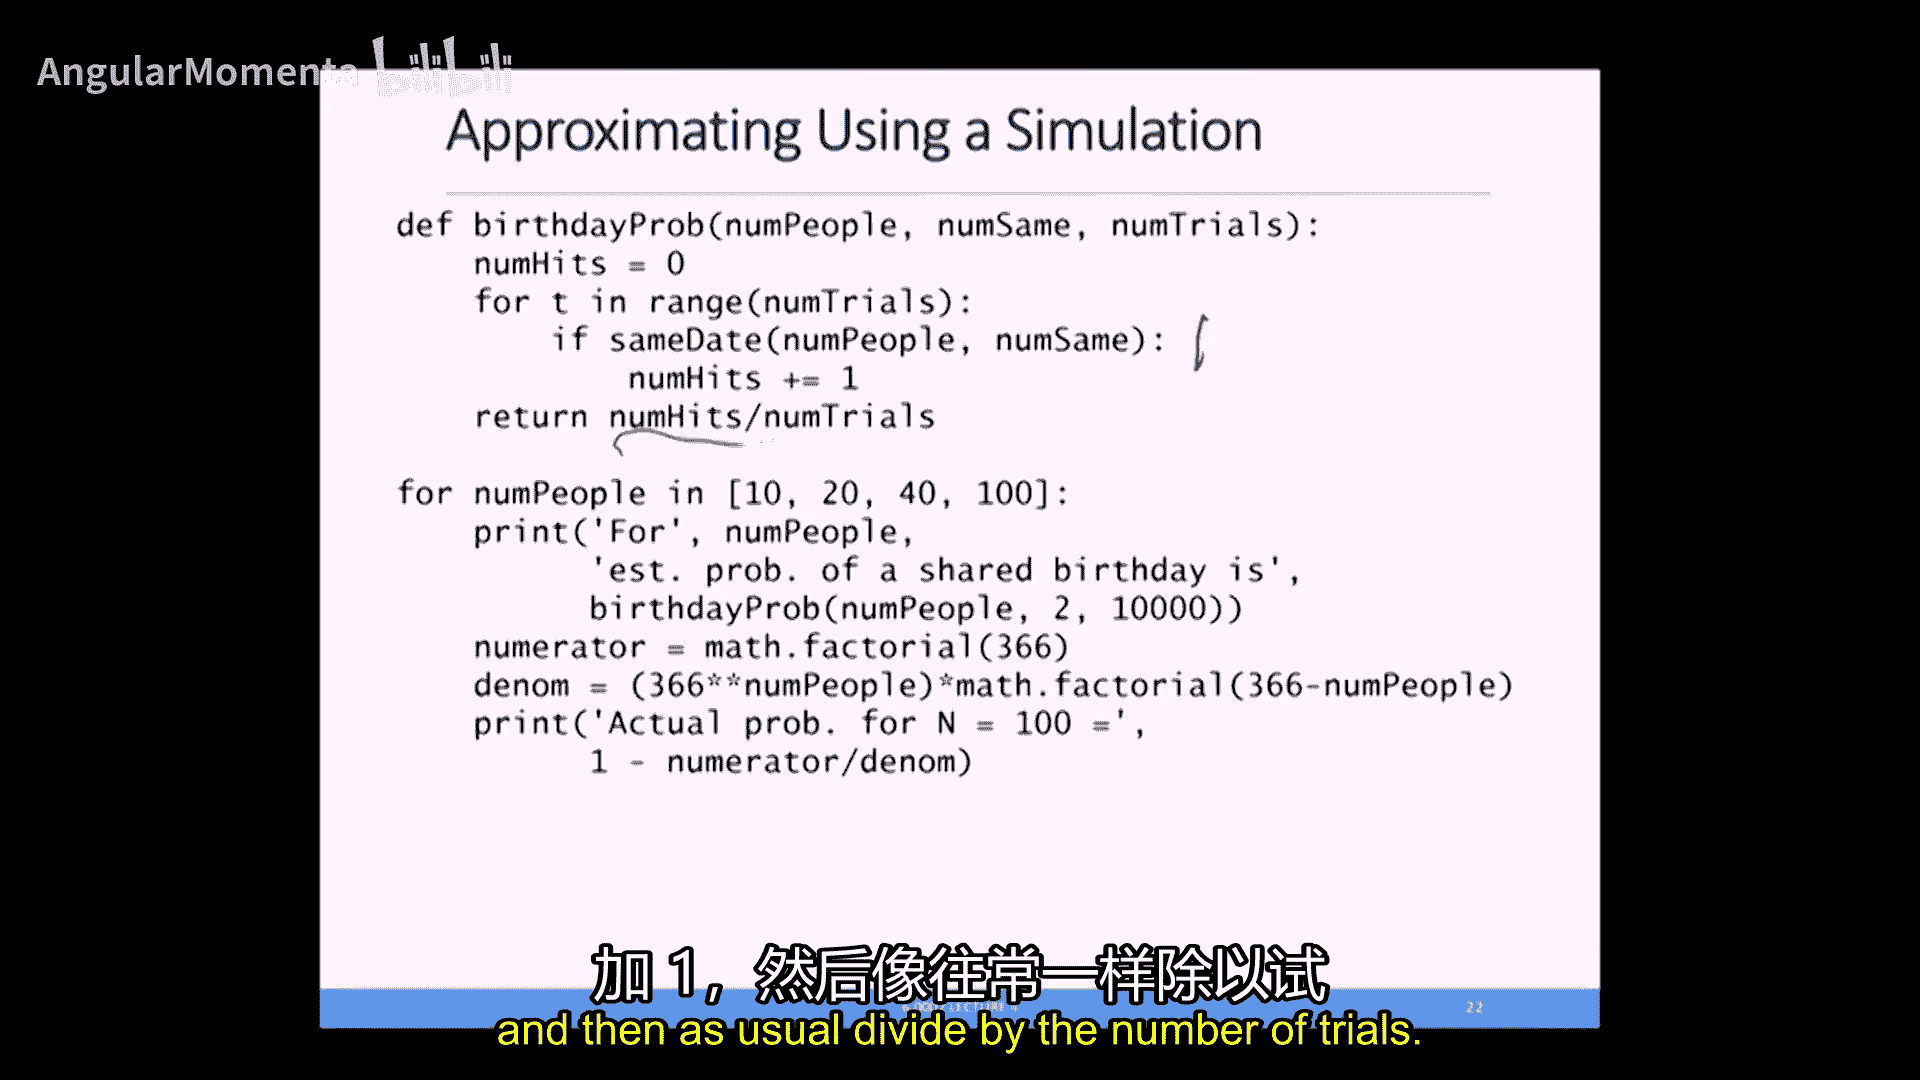 AngularMomenta bilibili
Approximating Using a Simulation
def birthdayProb(numPeople, numSame, numTrials):
    numHits = 0
    for t in range(numTrials):
        if sameDate(numPeople, numSame):
            numHits += 1
    return numHits/numTrials
for numPeople in [10, 20, 40, 100]:
    print('For', numPeople,
          'est. prob. of a shared birthday is',
          birthdayProb(numPeople, 2, 10000))
    numerator = math.factorial(366)
    denom = (366**numPeople)*math.factorial(366-numPeople)
    print('Actual prob. for N = 100 =',
          1 - numerator/denom)
加 1，然后像往常一样除以试
22
and then as usual divide by the number of trials.